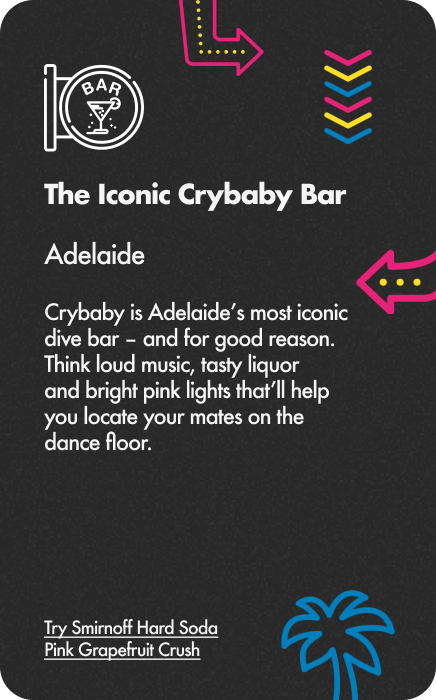 BAR
The Iconic Crybaby Bar
Adelaide
Crybaby is Adelaide’s most iconic
dive bar – and for good reason.
Think loud music, tasty liquor
and bright pink lights that’ll help
you locate your mates on the
dance floor.
Try Smirnoff Hard Soda
Pink Grapefruit Crush